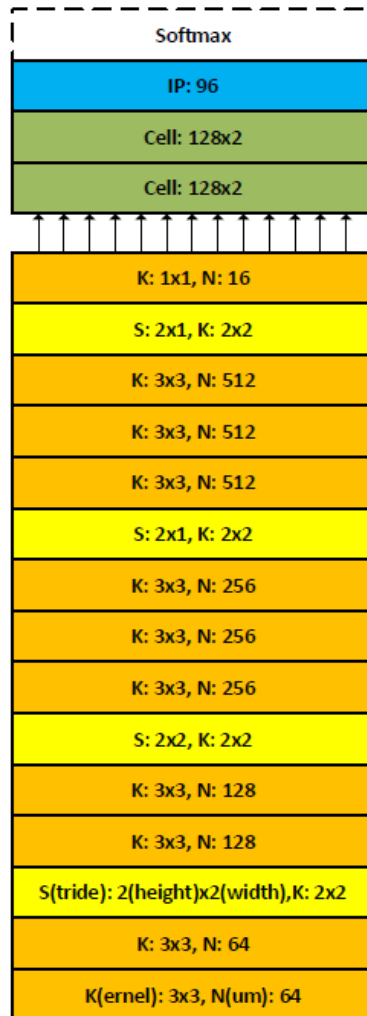 Softmax
IP: 96
Cell: 128x2
Cell: 128x2
K: 1x1, N: 16
S: 2x1, K: 2x2
K: 3x3, N: 512
K: 3x3, N: 512
K: 3x3, N: 512
S: 2x1, K: 2x2
K: 3x3, N: 256
K: 3x3, N: 256
K: 3x3, N: 256
S: 2x2, K: 2x2
K: 3x3, N: 128
K: 3x3, N: 128
S(tride): 2(height)x2(width),K: 2x2
K: 3x3, N: 64
K(ernel): 3x3, N(um): 64